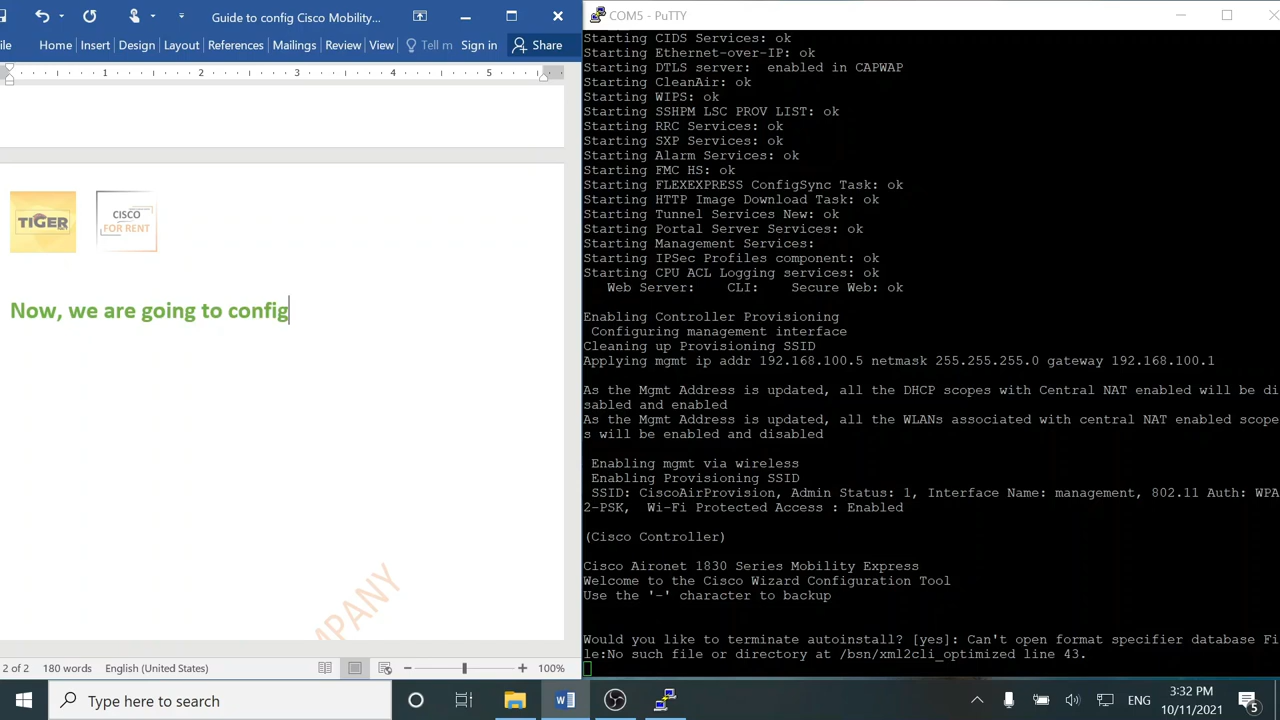 Guide to config Cisco Mobility...
ile
Home
Insert
Design
Layout
References
Mailings
Review
View
Tell m
Sign in
Share
1
2
3
4
5
TIGER
CISCO
FOR RENT
Now, we are going to config
MPANY
2 of 2
180 words
English (United States)
100%
COM5 - PuTTY
Starting CIDS Services: ok
Starting Ethernet-over-IP: ok
Starting DTLS server:  enabled in CAPWAP
Starting CleanAir: ok
Starting WIPS: ok
Starting SSHPM LSC PROV LIST: ok
Starting RRC Services: ok
Starting SXP Services: ok
Starting Alarm Services: ok
Starting FMC HS: ok
Starting FLEXEXPRESS ConfigSync Task: ok
Starting HTTP Image Download Task: ok
Starting Tunnel Services New: ok
Starting Portal Server Services: ok
Starting Management Services:
Starting IPSec Profiles component: ok
Starting CPU ACL Logging services: ok
Web Server:    CLI:    Secure Web: ok
Enabling Controller Provisioning
Configuring management interface
Cleaning up Provisioning SSID
Applying mgmt ip addr 192.168.100.5 netmask 255.255.255.0 gateway 192.168.100.1
As the Mgmt Address is updated, all the DHCP scopes with Central NAT enabled will be di
sabled and enabled
As the Mgmt Address is updated, all the WLANs associated with central NAT enabled scope
s will be enabled and disabled
Enabling mgmt via wireless
Enabling Provisioning SSID
SSID: CiscoAirProvision, Admin Status: 1, Interface Name: management, 802.11 Auth: WPA
2-PSK,  Wi-Fi Protected Access : Enabled
(Cisco Controller)
Cisco Aironet 1830 Series Mobility Express
Welcome to the Cisco Wizard Configuration Tool
Use the '-' character to backup
Would you like to terminate autoinstall? [yes]: Can't open format specifier database Fi
le:No such file or directory at /bsn/xml2cli_optimized line 43.
Type here to search
ENG
3:32 PM
10/11/2021
5